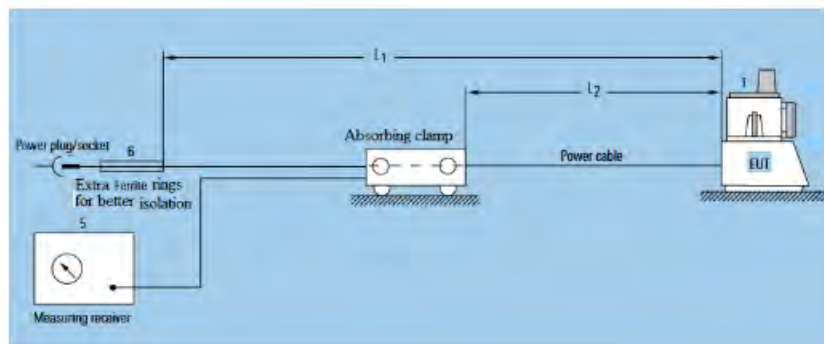 L1
L2
1
Absorbing clamp
Power plug/socket
6
Power cable
EUT
Extra Ferrite rings
for better isolation
5
Measuring receiver